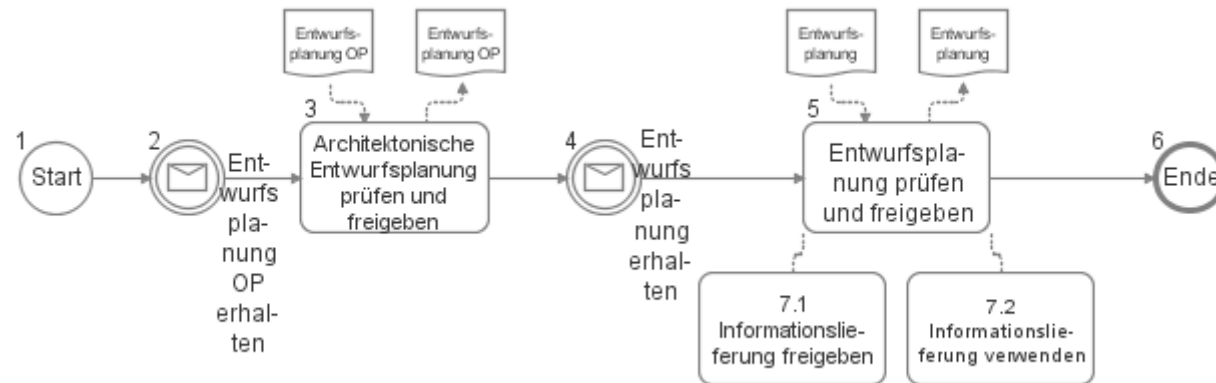 Entwurfs-
planung OP
Entwurfs-
planung OP
Entwurfs-
planung
Entwurfs-
planung
1
Start
2
Ent-
wurfs
pla-
nung
OP
erhal-
ten
3
Architektonische
Entwurfsplanung
prüfen und
freigeben
4
Ent-
wurfs
pla-
nung
erhal-
ten
5
Entwurfspla-
nung prüfen
und freigeben
6
Ende
7.1
Informationslie-
ferung freigeben
7.2
Informationslie-
ferung verwenden